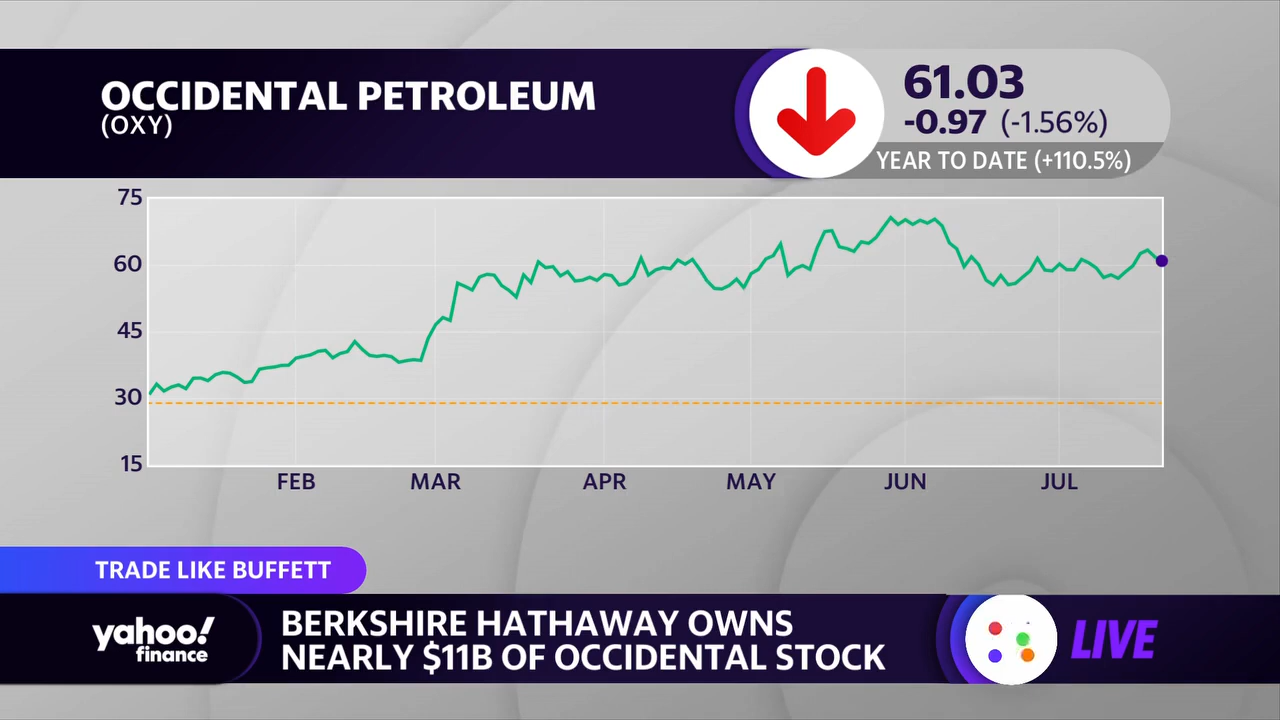 OCCIDENTAL PETROLEUM
(OXY)
61.03
-0.97 (-1.56%)
YEAR TO DATE (+110.5%)
75
60
45
30
15
FEB MAR APR MAY JUN JUL
TRADE LIKE BUFFETT
yahoo!
finance
BERKSHIRE HATHAWAY OWNS
NEARLY $11B OF OCCIDENTAL STOCK
LIVE